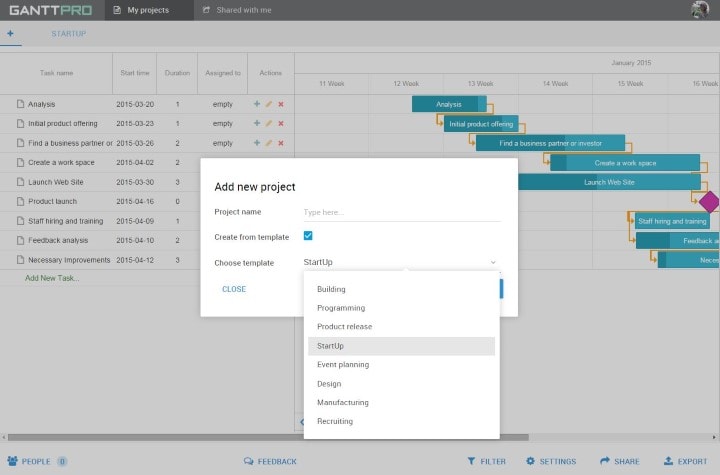 GANTTPRO My projects Shared with me
+ STARTUP
January 2015
Task name Start time Duration Assigned to Actions 11 Week 12 Week 13 Week 14 Week 15 Week 16 Week
Analysis 2015-03-20 1 empty Analysis
Initial product offering 2015-03-23 1 empty Initial product offering
Find a business partner or 2015-03-26 2 empty Find a business partner or investor
Create a work space 2015-04-02 2 Create a work space
Launch Web Site 2015-03-30 3 Launch Web Site
Product launch 2015-04-16 0
Staff hiring and training 2015-04-09 1 Staff hiring and training
Feedback analysis 2015-04-10 2 Feedback a
Necessary Improvements 2015-04-12 3 Neces
Add New Task...
Add new project
Project name Type here...
Create from template
Choose template StartUp
CLOSE
Building
Programming
Product release
StartUp
Event planning
Design
Manufacturing
Recruiting
PEOPLE 0 FEEDBACK FILTER SETTINGS SHARE EXPORT